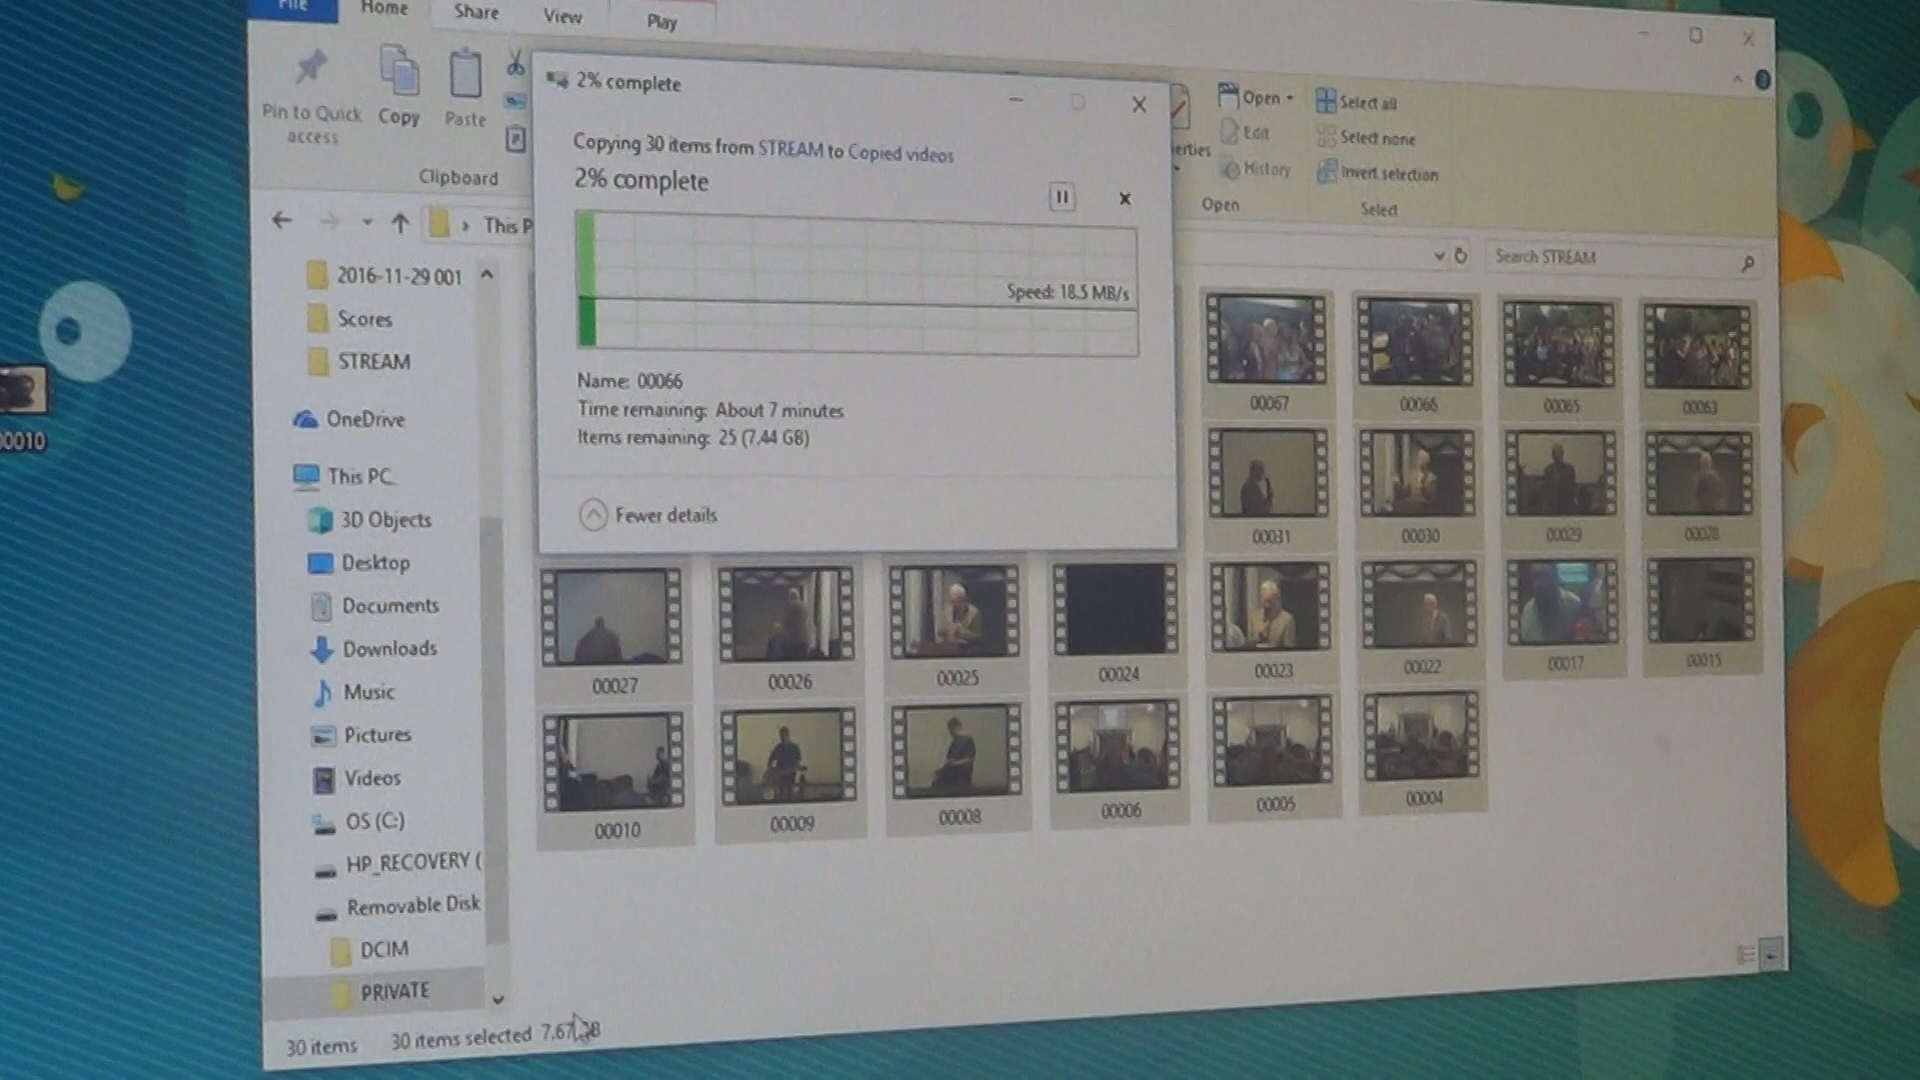 File
Home
Share
View
Play
Pin to Quick
access
Copy
Paste
Clipboard
Open
Edit
History
Open
Select all
Select none
Invert selection
Select
2% complete
Copying 30 items from STREAM to Copied videos
2% complete
Speed: 18.5 MB/s
Name: 00066
Time remaining: About 7 minutes
Items remaining: 25 (7.44 GB)
Fewer details
This P
Search STREAM
2016-11-29 001
Scores
STREAM
OneDrive
This PC
3D Objects
Desktop
Documents
Downloads
Music
Pictures
Videos
OS (C:)
HP_RECOVERY (
Removable Disk
DCIM
PRIVATE
00067
00066
00065
00063
00031
00030
00029
00028
00027
00026
00025
00024
00023
00022
00017
00015
00010
00009
00008
00006
00005
00004
30 items
30 items selected
0010